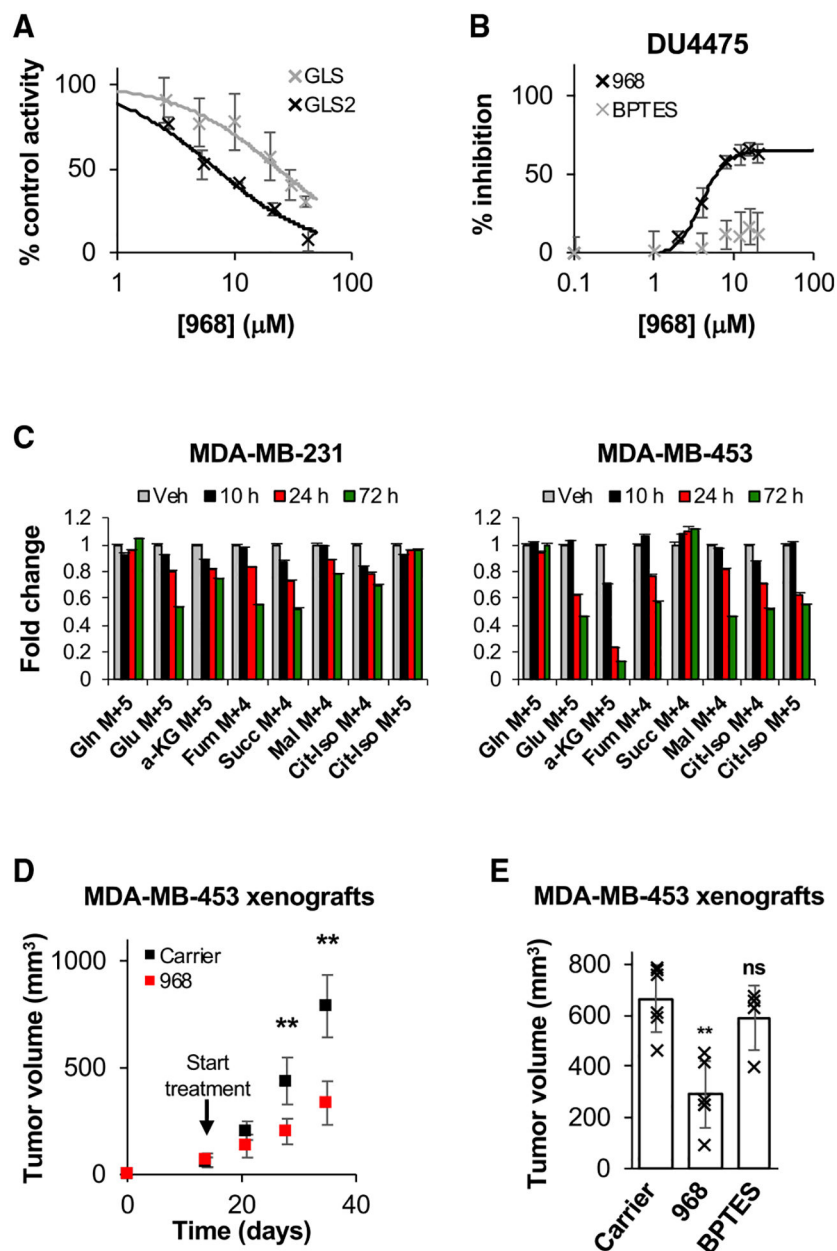 A
100
50
0
% control activity
GLS
GLS2
1 10 100
[968] (μM)
B
DU4475
100
50
0
% inhibition
968
BPTES
0.1 1 10 100
[968] (μM)
C
MDA-MB-231
Veh 10 h 24 h 72 h
Fold change
1.2
1
0.8
0.6
0.4
0.2
0
Gln M+5
Glu M+5
a-KG M+5
Fum M+4
Succ M+4
Mal M+4
Cit-Iso M+4
Cit-Iso M+5
MDA-MB-453
Veh 10 h 24 h 72 h
1.2
1
0.8
0.6
0.4
0.2
0
Gln M+5
Glu M+5
a-KG M+5
Fum M+4
Succ M+4
Mal M+4
Cit-Iso M+4
Cit-Iso M+5
D
MDA-MB-453 xenografts
Tumor volume (mm³)
1000
500
0
Carrier
968
**
**
Start
treatment
0 20 40
Time (days)
E
MDA-MB-453 xenografts
Tumor volume (mm³)
800
600
400
200
0
**
ns
Carrier
968
BPTES